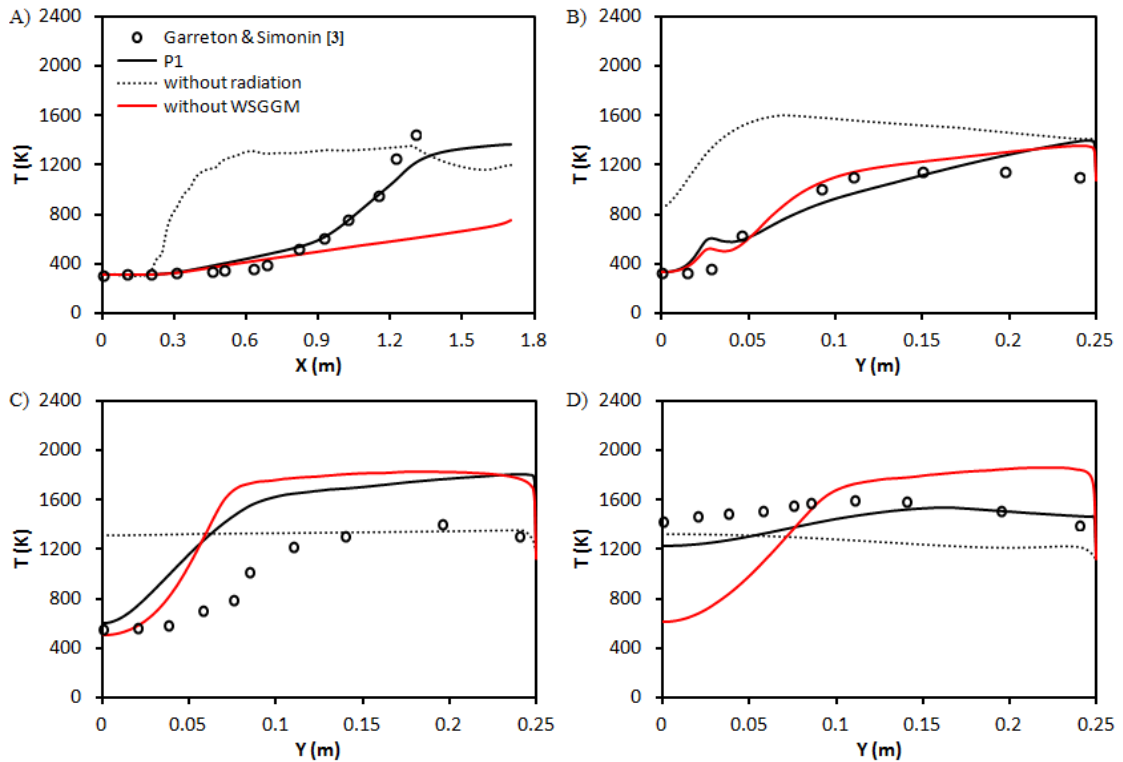 A)
2400
2000
1600
1200
800
400
0
T (K)
Garreton & Simonin [3]
P1
without radiation
without WSGGM
0 0.3 0.6 0.9 1.2 1.5 1.8
X (m)
B)
2400
2000
1600
1200
800
400
0
T (K)
0 0.05 0.1 0.15 0.2 0.25
Y (m)
C)
2400
2000
1600
1200
800
400
0
T (K)
0 0.05 0.1 0.15 0.2 0.25
Y (m)
D)
2400
2000
1600
1200
800
400
0
T (K)
0 0.05 0.1 0.15 0.2 0.25
Y (m)